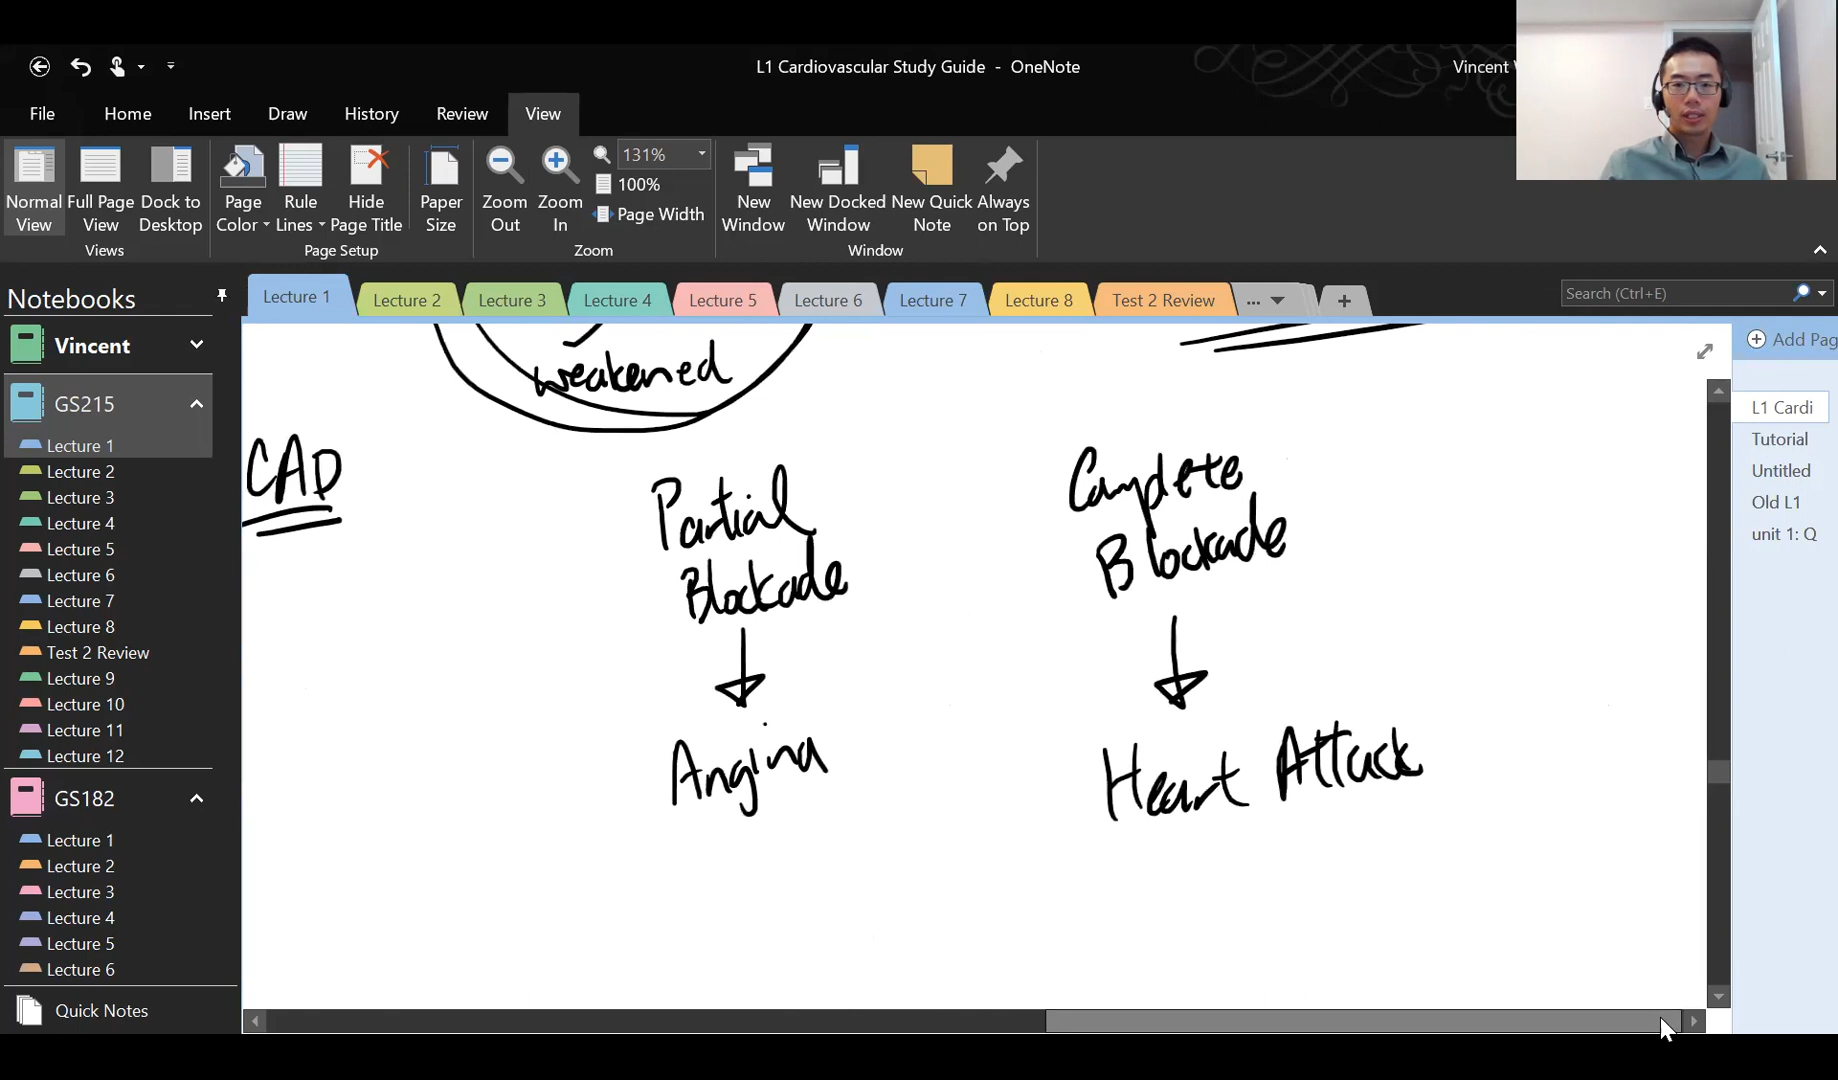 L1 Cardiovascular Study Guide - OneNote
Vincent
File Home Insert Draw History Review View
Normal View
Full Page View
Dock to Desktop
Views
Page Color
Rule Lines
Hide Page Title
Page Setup
Paper Size
Zoom Out
Zoom In
131%
100%
Page Width
Zoom
New Window
New Docked Window
New Quick Note
Always on Top
Window
Notebooks
Lecture 1
Lecture 2
Lecture 3
Lecture 4
Lecture 5
Lecture 6
Lecture 7
Lecture 8
Test 2 Review
...
Search (Ctrl+E)
Vincent
GS215
Lecture 1
Lecture 2
Lecture 3
Lecture 4
Lecture 5
Lecture 6
Lecture 7
Lecture 8
Test 2 Review
Lecture 9
Lecture 10
Lecture 11
Lecture 12
GS182
Lecture 1
Lecture 2
Lecture 3
Lecture 4
Lecture 5
Lecture 6
Quick Notes
weakened
CAD
Partial
Blockade
Angina
Complete
Blockade
Heart Attack
Add Pag
L1 Cardi
Tutorial
Untitled
Old L1
unit 1: Q